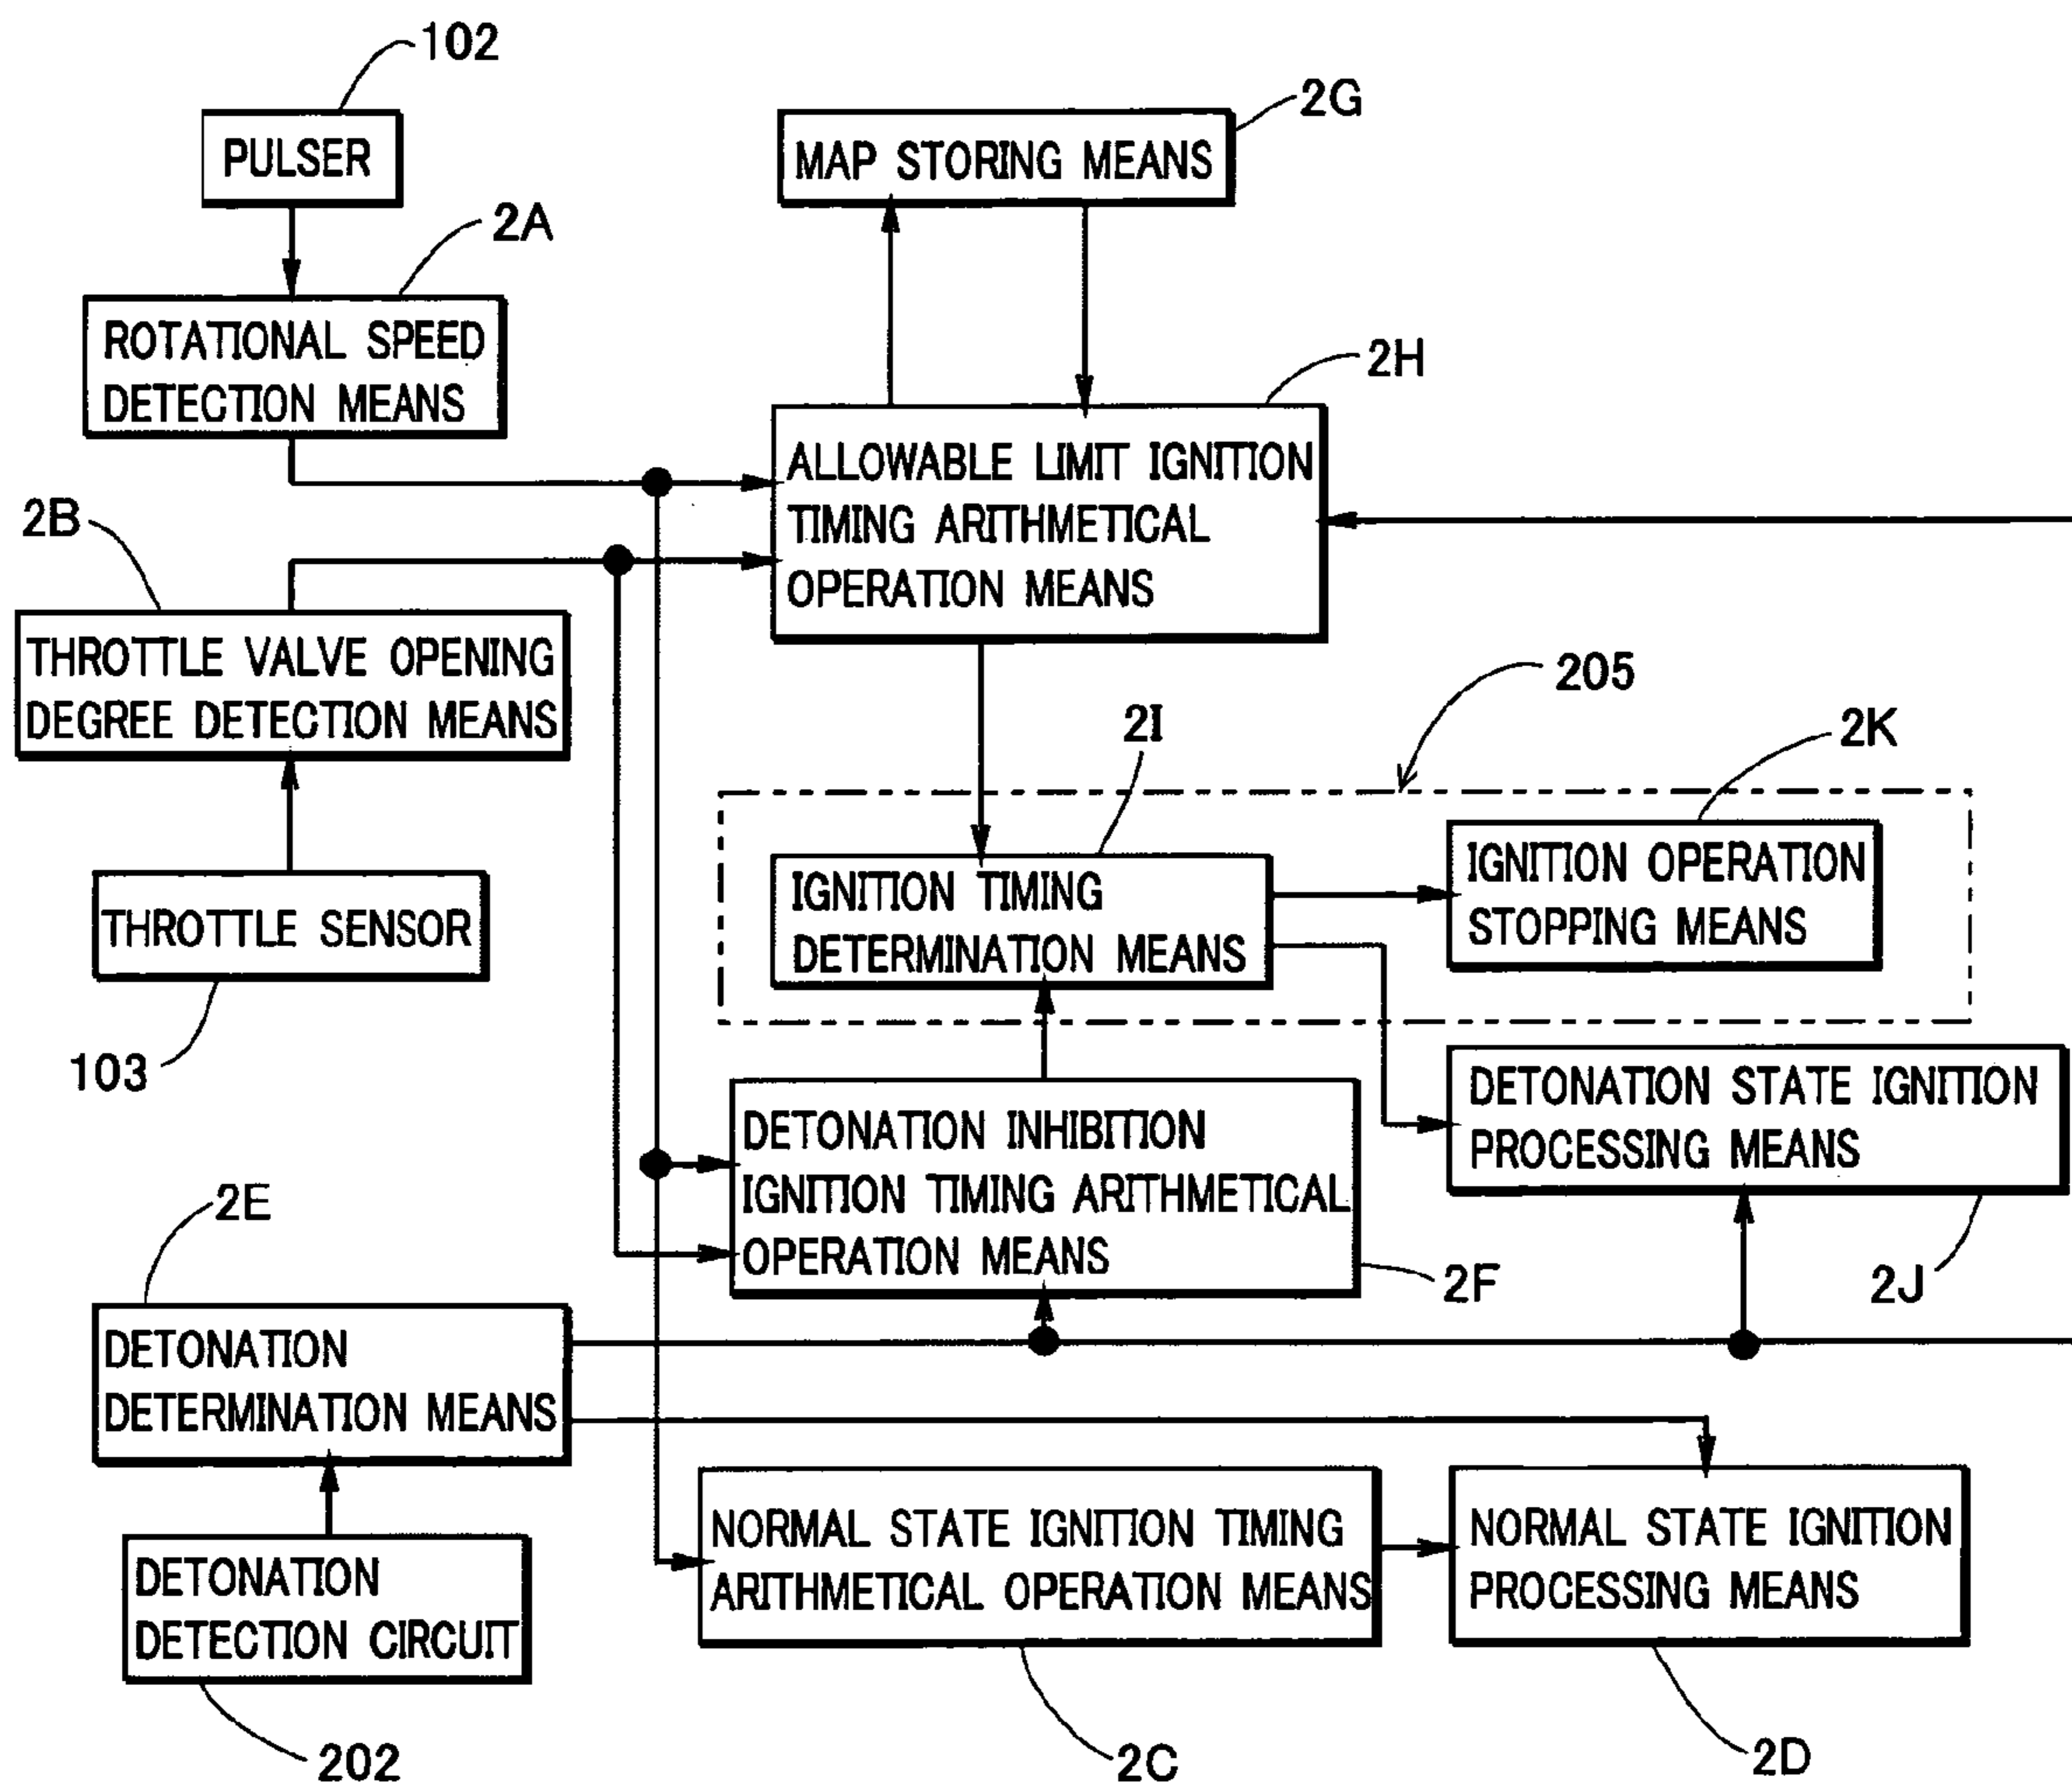 102
PULSER
2G
MAP STORING MEANS
2A
ROTATIONAL SPEED
DETECTION MEANS
2H
ALLOWABLE LIMIT IGNITION
TIMING ARITHMETICAL
OPERATION MEANS
2B
THROTTLE VALVE OPENING
DEGREE DETECTION MEANS
205
2I
2K
IGNITION TIMING
DETERMINATION MEANS
IGNITION OPERATION
STOPPING MEANS
THROTTLE SENSOR
103
DETONATION STATE IGNITION
PROCESSING MEANS
DETONATION INHIBITION
IGNITION TIMING ARITHMETICAL
OPERATION MEANS
2E
2F
2J
DETONATION
DETERMINATION MEANS
NORMAL STATE IGNITION TIMING
ARITHMETICAL OPERATION MEANS
NORMAL STATE IGNITION
PROCESSING MEANS
DETONATION
DETECTION CIRCUIT
202
2C
2D